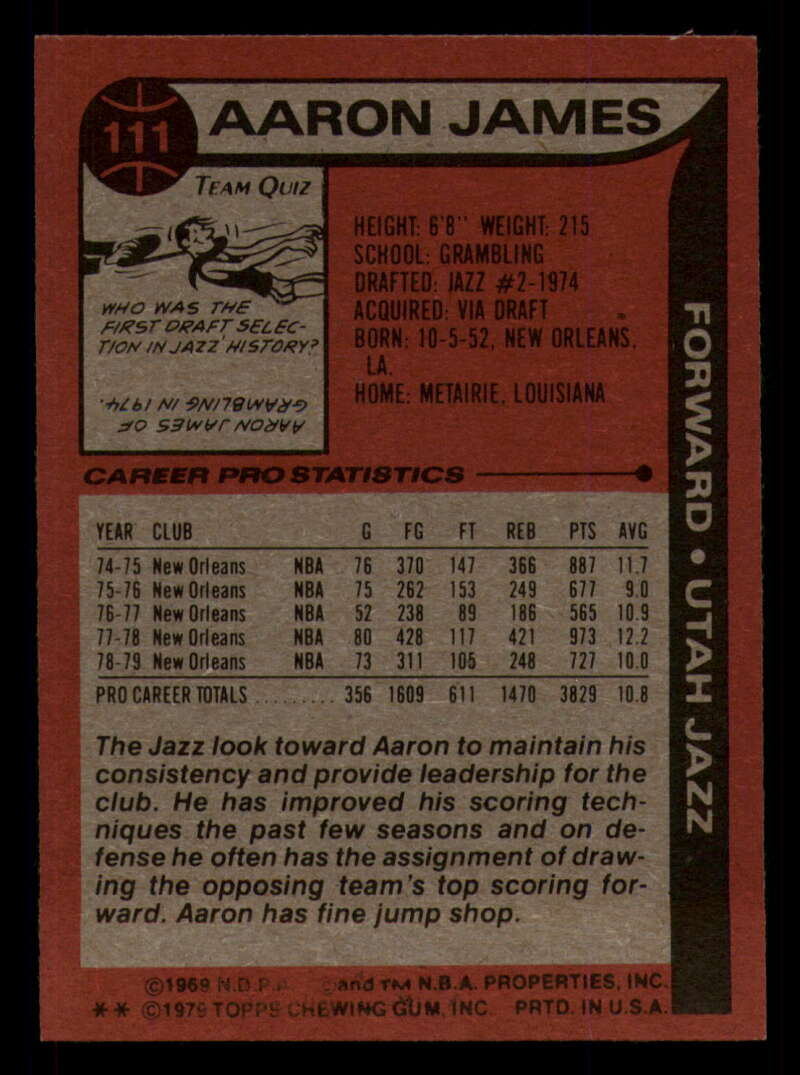 111
AARON JAMES
TEAM QUIZ
WHO WAS THE
FIRST DRAFT SELEC-
TION IN JAZZ HISTORY?
AARON JAMES OF
GRAMBLING IN 1974.
HEIGHT: 6'8" WEIGHT: 215
SCHOOL: GRAMBLING
DRAFTED: JAZZ #2-1974
ACQUIRED: VIA DRAFT
BORN: 10-5-52, NEW ORLEANS,
LA.
HOME: METAIRIE, LOUISIANA
FORWARD • UTAH JAZZ
CAREER PRO STATISTICS
YEAR CLUB G FG FT REB PTS AVG
74-75 New Orleans NBA 76 370 147 366 887 11.7
75-76 New Orleans NBA 75 262 153 249 677 9.0
76-77 New Orleans NBA 52 238 89 186 565 10.9
77-78 New Orleans NBA 80 428 117 421 973 12.2
78-79 New Orleans NBA 73 311 105 248 727 10.0
PRO CAREER TOTALS .......... 356 1609 611 1470 3829 10.8
The Jazz look toward Aaron to maintain his
consistency and provide leadership for the
club. He has improved his scoring tech-
niques the past few seasons and on de-
fense he often has the assignment of draw-
ing the opposing team's top scoring for-
ward. Aaron has fine jump shop.
©1969 and TM N.B.A. PROPERTIES, INC.
** ©1979 TOPPS CHEWING GUM, INC. PRTD. IN U.S.A.